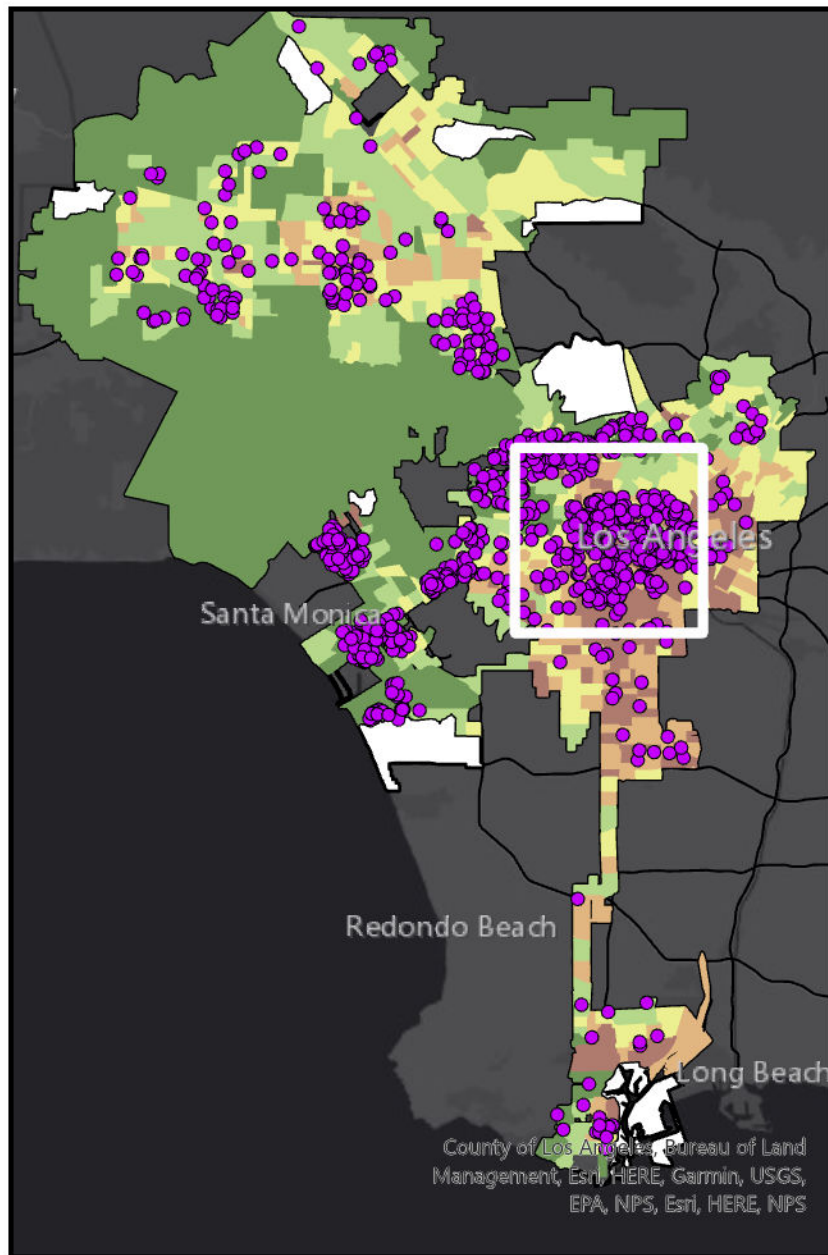 Los Angeles
Santa Monica
Redondo Beach
Long Beach
County of Los Angeles, Bureau of Land
Management, Esri, HERE, Garmin, USGS,
EPA, NPS, Esri, HERE, NPS